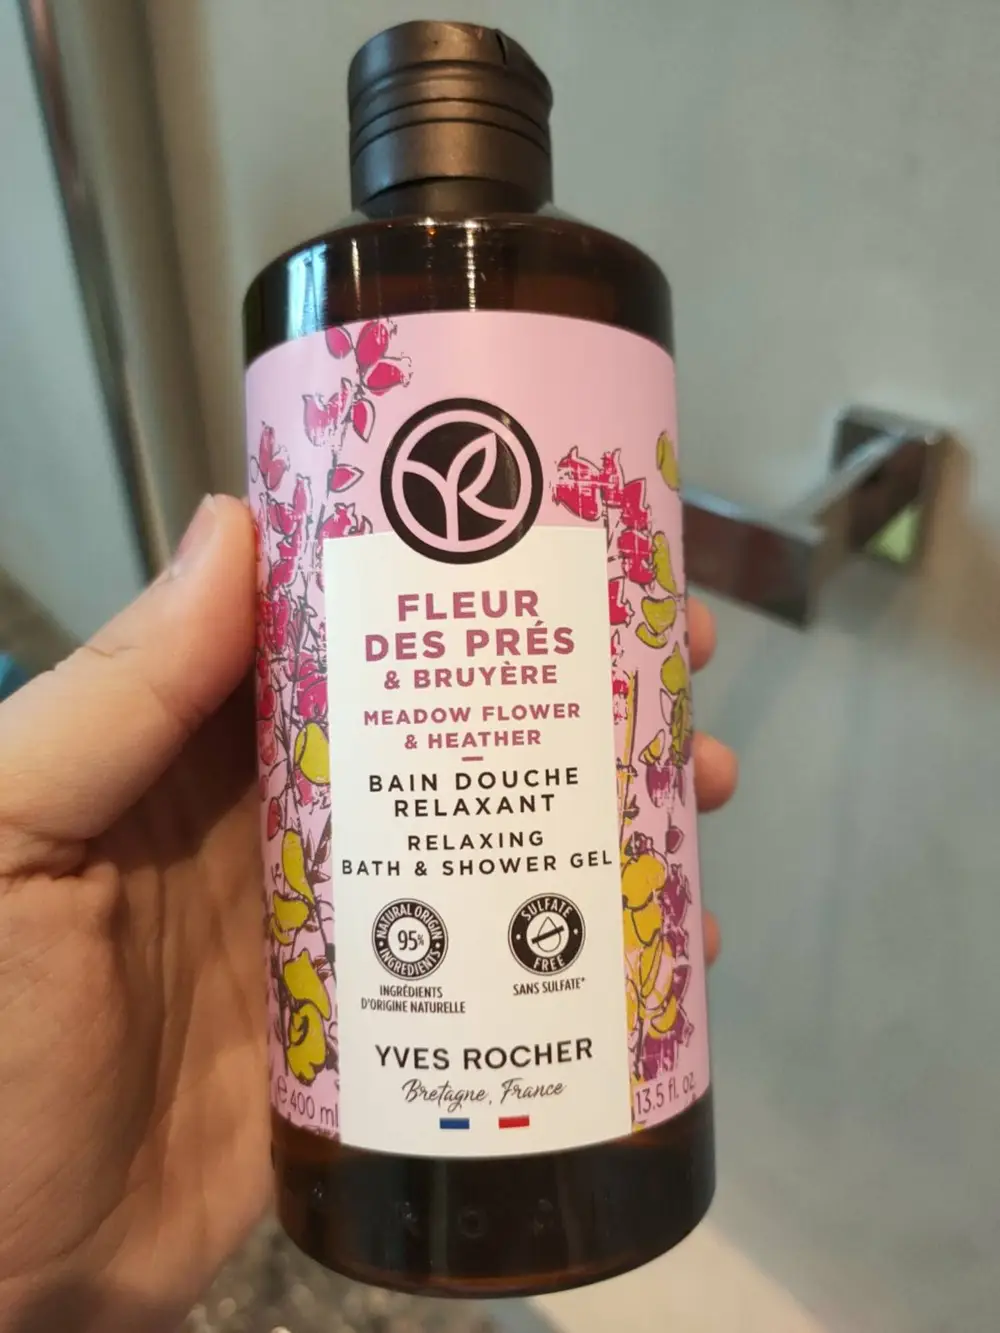 FLEUR
DES PRÉS
& BRUYÈRE
MEADOW FLOWER
& HEATHER
BAIN DOUCHE
RELAXANT
RELAXING
BATH & SHOWER GEL
NATURAL ORIGIN
95%
INGREDIENTS
INGRÉDIENTS
D'ORIGINE NATURELLE
SULFATE
FREE
SANS SULFATE*
YVES ROCHER
Bretagne, France
e 400 ml
13.5 fl. oz